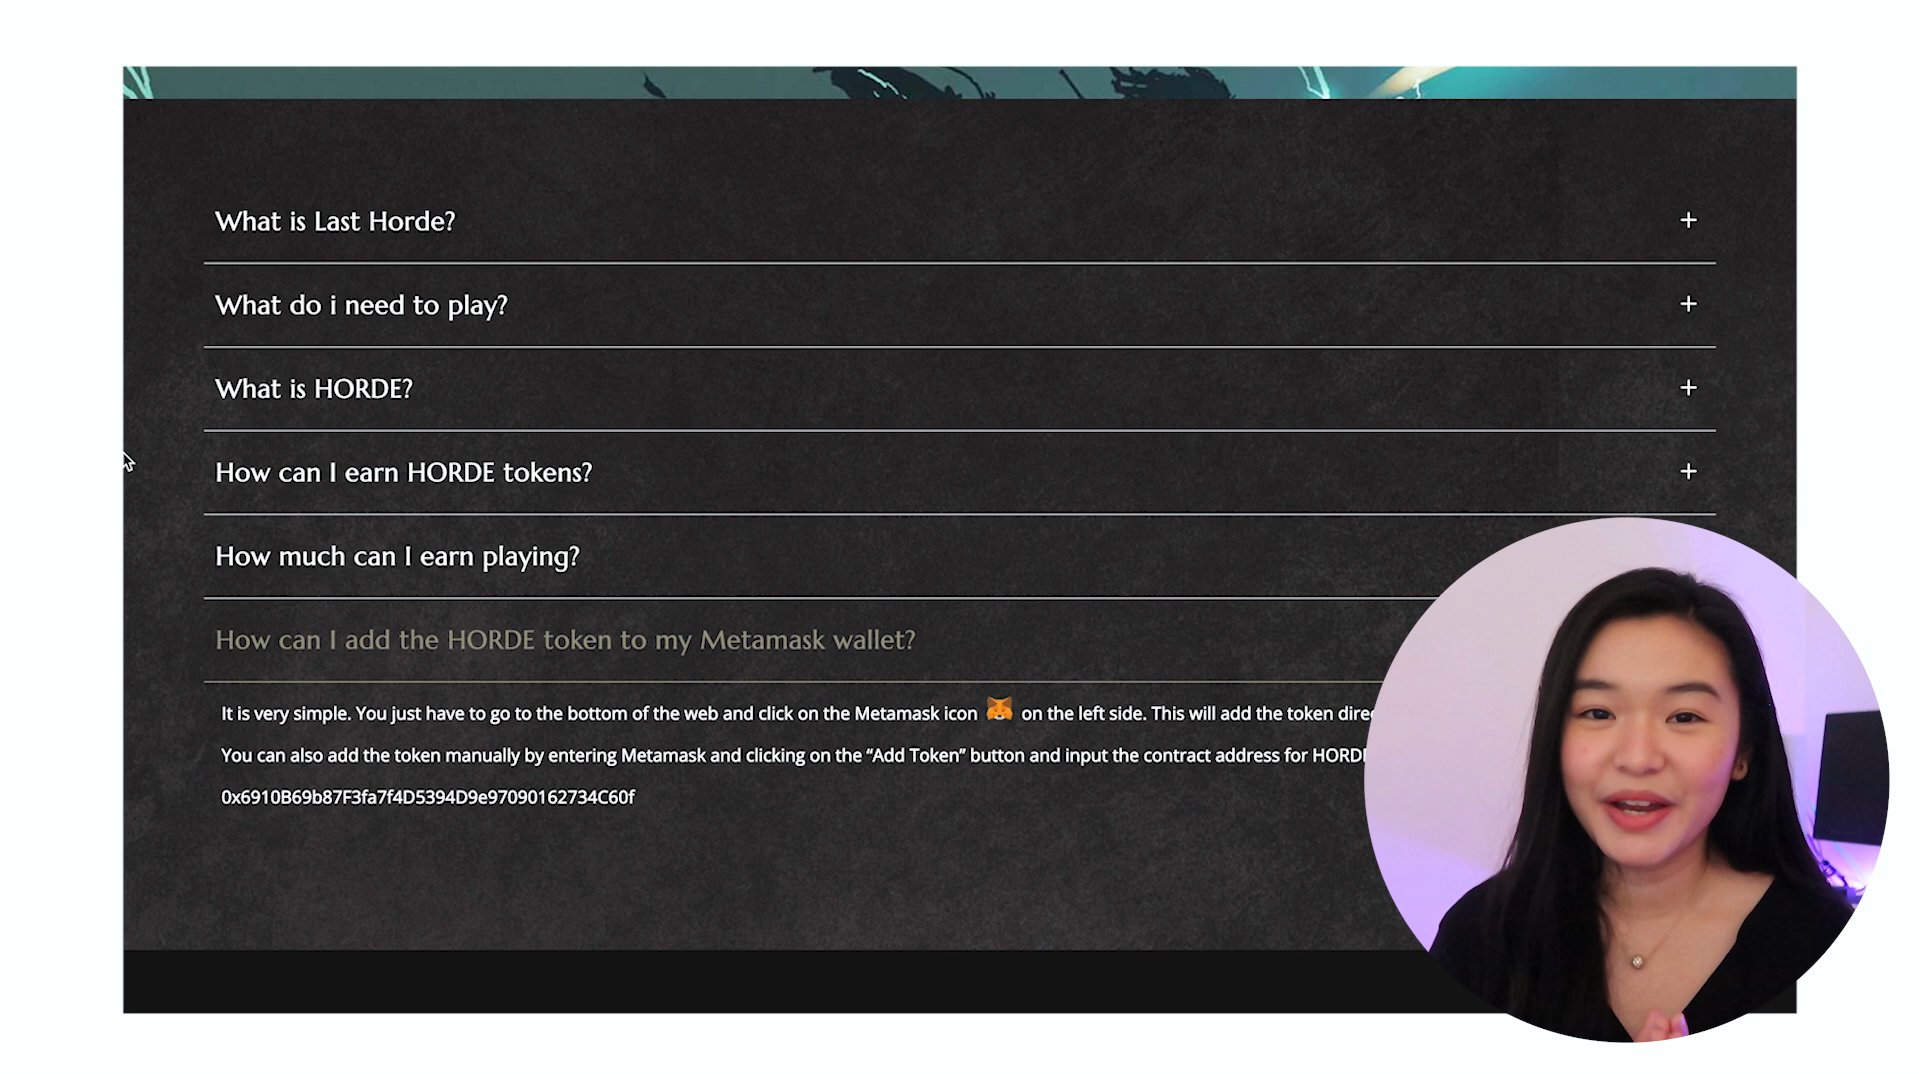 What is Last Horde?
What do i need to play?
What is HORDE?
How can I earn HORDE tokens?
How much can I earn playing?
How can I add the HORDE token to my Metamask wallet?
It is very simple. You just have to go to the bottom of the web and click on the Metamask icon on the left side. This will add the token
You can also add the token manually by entering Metamask and clicking on the “Add Token” button and input the contract address for
0x6910B69b87F3fa7f4D5394D9e97090162734C60f